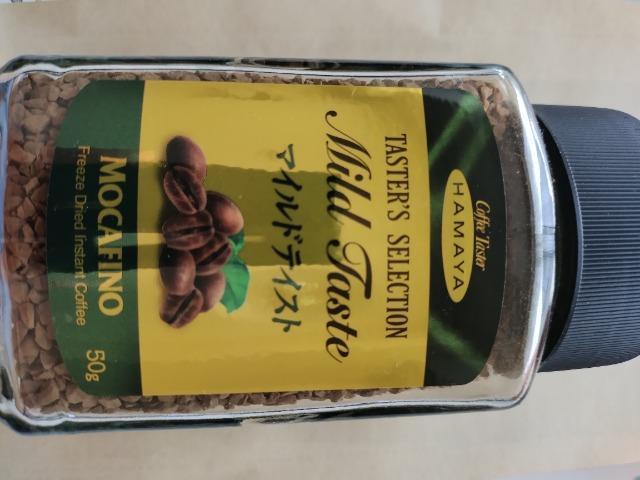 Coffee Taster
HAMAYA
TASTER'S SELECTION
Mild Taste
マイルドテイスト
MOCAFINO
Freeze Dried Instant Coffee
50g